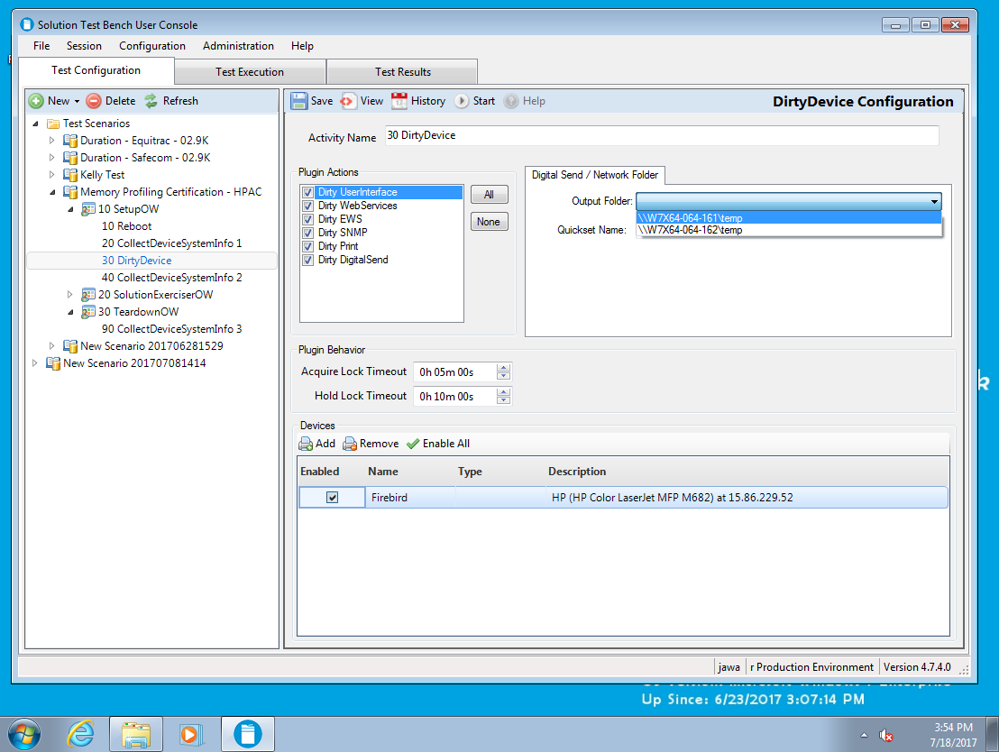 Solution Test Bench User Console
File Session Configuration Administration Help
Test Configuration Test Execution Test Results
New Delete Refresh
Test Scenarios
Duration - Equitrac - 02.9K
Duration - Safecom - 02.9K
Kelly Test
Memory Profiling Certification - HPAC
10 SetupOW
10 Reboot
20 CollectDeviceSystemInfo 1
30 DirtyDevice
40 CollectDeviceSystemInfo 2
20 SolutionExerciserOW
30 TeardownOW
90 CollectDeviceSystemInfo 3
New Scenario 201706281529
New Scenario 201707081414
Save View History Start Help DirtyDevice Configuration
Activity Name 30 DirtyDevice
Plugin Actions
Dirty UserInterface
Dirty WebServices
Dirty EWS
Dirty SNMP
Dirty Print
Dirty DigitalSend
All
None
Digital Send / Network Folder
Output Folder:
\\W7X64-064-161\temp
\\W7X64-064-162\temp
Quickset Name:
Plugin Behavior
Acquire Lock Timeout 0h 05m 00s
Hold Lock Timeout 0h 10m 00s
Devices
Add Remove Enable All
Enabled Name Type Description
Firebird HP (HP Color LaserJet MFP M682) at 15.86.229.52
jawa r Production Environment Version 4.7.4.0
Up Since: 6/23/2017 3:07:14 PM
3:54 PM
7/18/2017